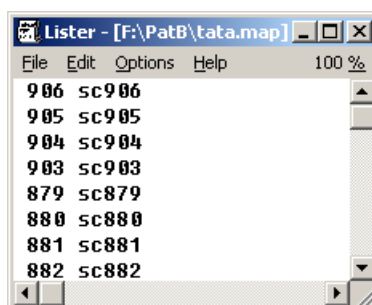 Lister - [F:\PatB\tata.map]
File Edit Options Help 100 %
906 sc906
905 sc905
904 sc904
903 sc903
879 sc879
880 sc880
881 sc881
882 sc882